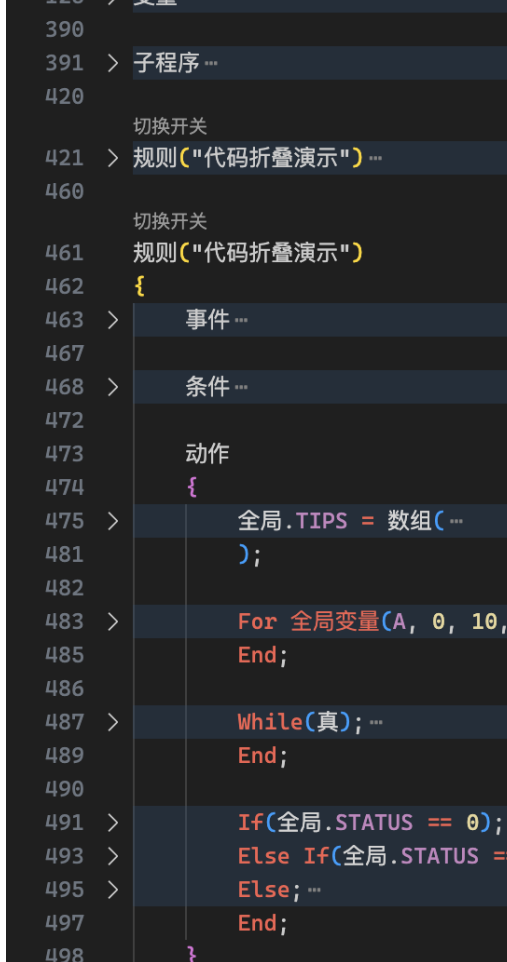 128 > 变量
390
391 > 子程序 ⋯
420
切换开关
421 > 规则("代码折叠演示") ⋯
460
切换开关
461 规则("代码折叠演示")
462 {
463 > 事件 ⋯
467
468 > 条件 ⋯
472
473 动作
474 {
475 > 全局.TIPS = 数组( ⋯
481 );
482
483 > For 全局变量(A, 0, 10,
485 End;
486
487 > While(真); ⋯
489 End;
490
491 > If(全局.STATUS == 0);
493 > Else If(全局.STATUS ==
495 > Else; ⋯
497 End;
498 }